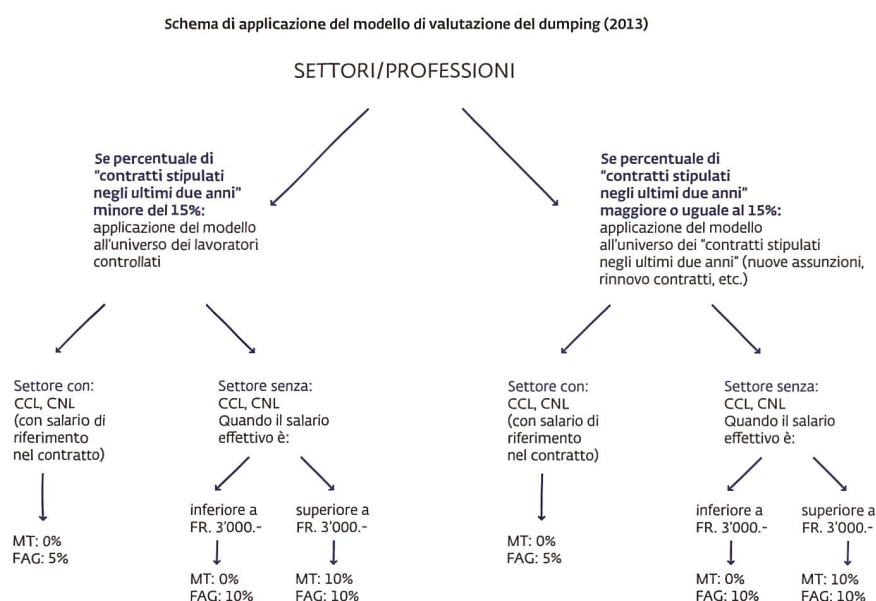 Schema di applicazione del modello di valutazione del dumping (2013)
SETTORI/PROFESSIONI
Se percentuale di
"contratti stipulati
negli ultimi due anni"
minore del 15%:
applicazione del modello
all'universo dei lavoratori
controllati
Se percentuale di
"contratti stipulati
negli ultimi due anni"
maggiore o uguale al 15%:
applicazione del modello
all'universo dei "contratti stipulati
negli ultimi due anni" (nuove assunzioni,
rinnovo contratti, etc.)
Settore con:
CCL, CNL
(con salario di
riferimento
nel contratto)
MT: 0%
FAG: 5%
Settore senza:
CCL, CNL
Quando il salario
effettivo è:
inferiore a
FR. 3'000.-
MT: 0%
FAG: 10%
superiore a
FR. 3'000.-
MT: 10%
FAG: 10%
Settore con:
CCL, CNL
(con salario di
riferimento
nel contratto)
MT: 0%
FAG: 5%
Settore senza:
CCL, CNL
Quando il salario
effettivo è:
inferiore a
FR. 3'000.-
MT: 0%
FAG: 10%
superiore a
FR. 3'000.-
MT: 10%
FAG: 10%